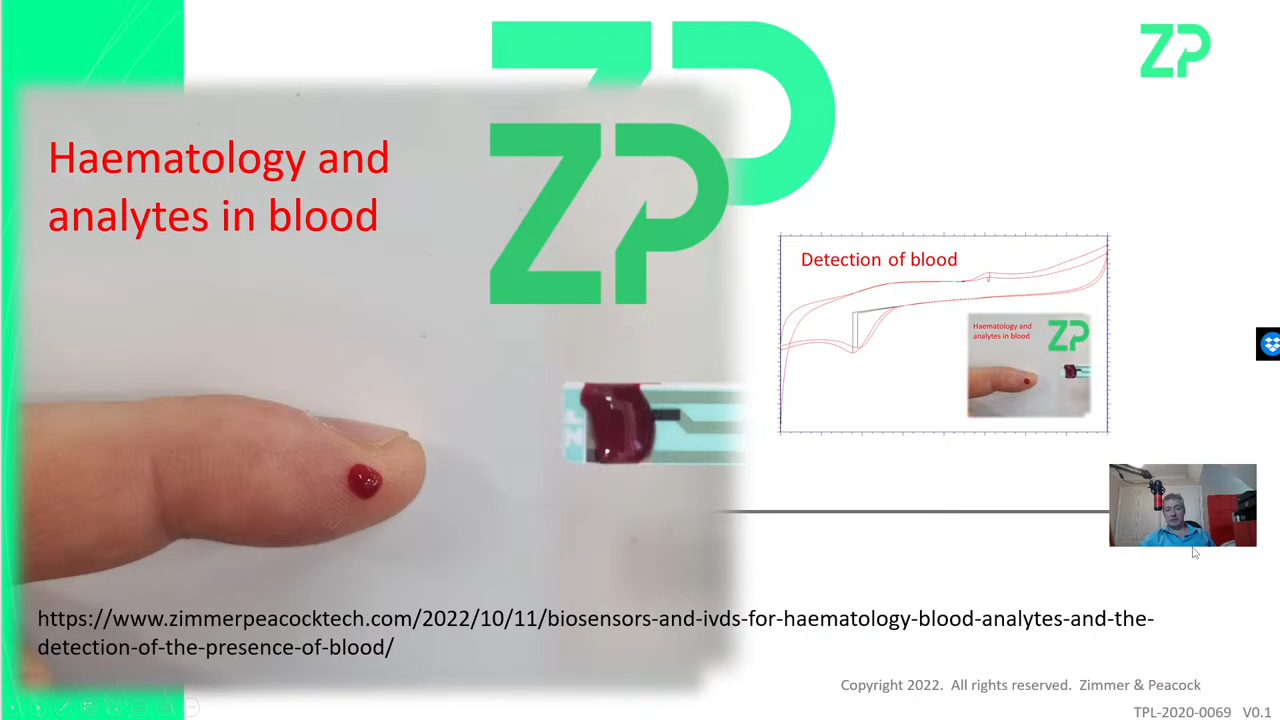 ZP
ZP
ZP
Haematology and
analytes in blood
Detection of blood
Haematology and
analytes in blood
ZP
ZP
https://www.zimmerpeacocktech.com/2022/10/11/biosensors-and-ivds-for-haematology-blood-analytes-and-the-
detection-of-the-presence-of-blood/
Copyright 2022. All rights reserved. Zimmer & Peacock
TPL-2020-0069 V0.1